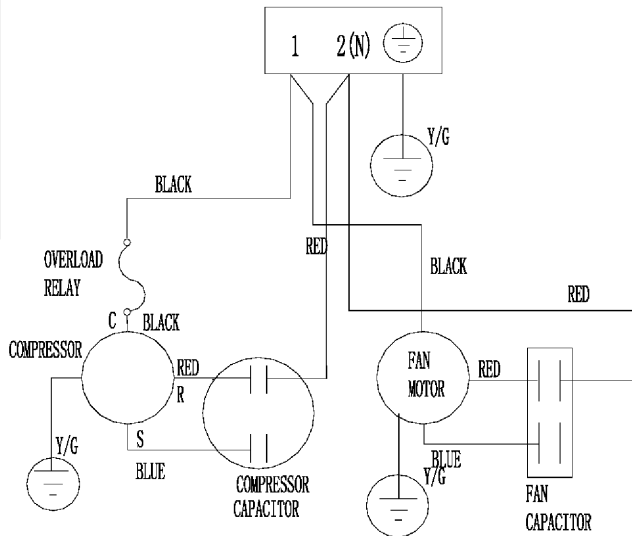 1 2(N)
Y/G
BLACK
RED
OVERLOAD
RELAY
BLACK
RED
C BLACK
COMPRESSOR
RED
R
FAN
MOTOR
RED
S
Y/G
BLUE
BLUE
Y/G
COMPRESSOR
CAPACITOR
FAN
CAPACITOR